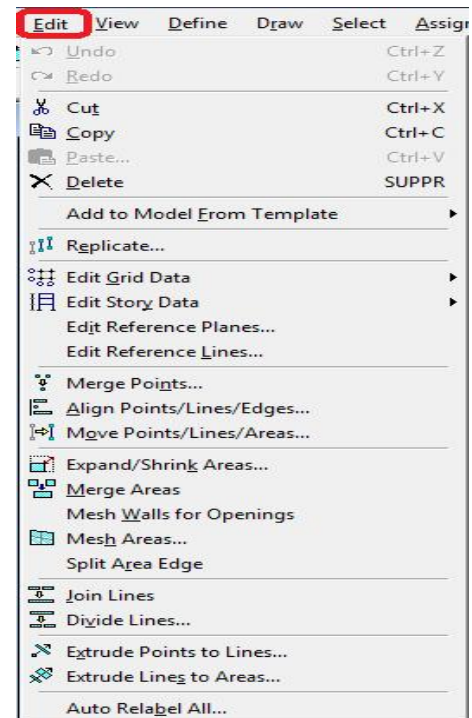 Edit View Define Draw Select Assign
Undo Ctrl+Z
Redo Ctrl+Y
Cut Ctrl+X
Copy Ctrl+C
Paste... Ctrl+V
Delete SUPPR
Add to Model From Template
Replicate...
Edit Grid Data
Edit Story Data
Edit Reference Planes...
Edit Reference Lines...
Merge Points...
Align Points/Lines/Edges...
Move Points/Lines/Areas...
Expand/Shrink Areas...
Merge Areas
Mesh Walls for Openings
Mesh Areas...
Split Area Edge
Join Lines
Divide Lines...
Extrude Points to Lines...
Extrude Lines to Areas...
Auto Relabel All...